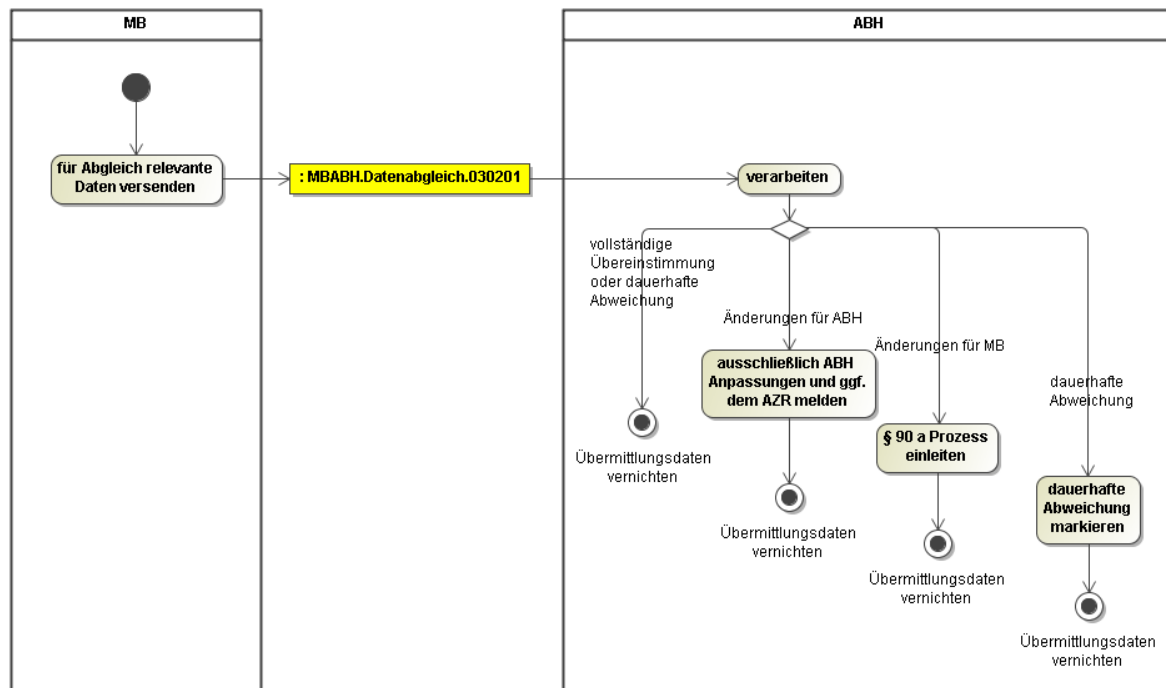 MB
ABH
für Abgleich relevante
Daten versenden
: MBABH.Datenabgleich.030201
verarbeiten
vollständige
Übereinstimmung
oder dauerhafte
Abweichung
Änderungen für ABH
Änderungen für MB
dauerhafte
Abweichung
ausschließlich ABH
Anpassungen und ggf.
dem AZR melden
§ 90 a Prozess
einleiten
dauerhafte
Abweichung
markieren
Übermittlungsdaten
vernichten
Übermittlungsdaten
vernichten
Übermittlungsdaten
vernichten
Übermittlungsdaten
vernichten